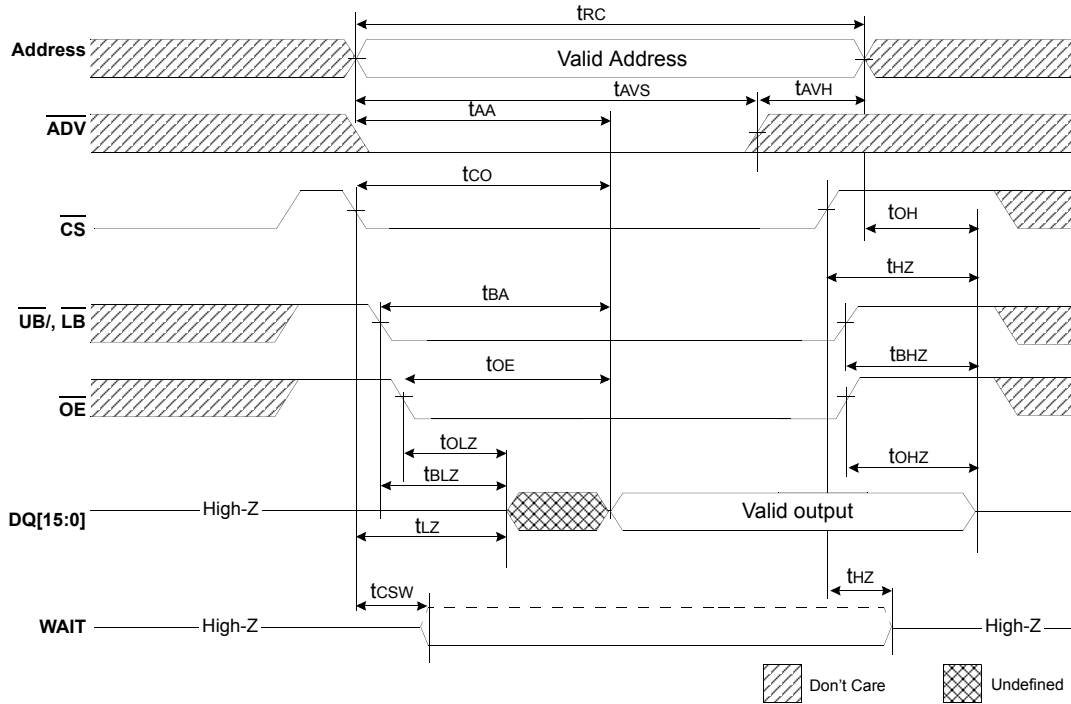 tRC
Address
Valid Address
tAVS
tAVH
ADV
tAA
tCO
CS
tOH
tHZ
UB/, LB
tBA
tBHZ
OE
tOE
tOLZ
tOHZ
tBLZ
DQ[15:0]
High-Z
Valid output
tLZ
tCSW
tHZ
WAIT
High-Z
High-Z
Don't Care
Undefined